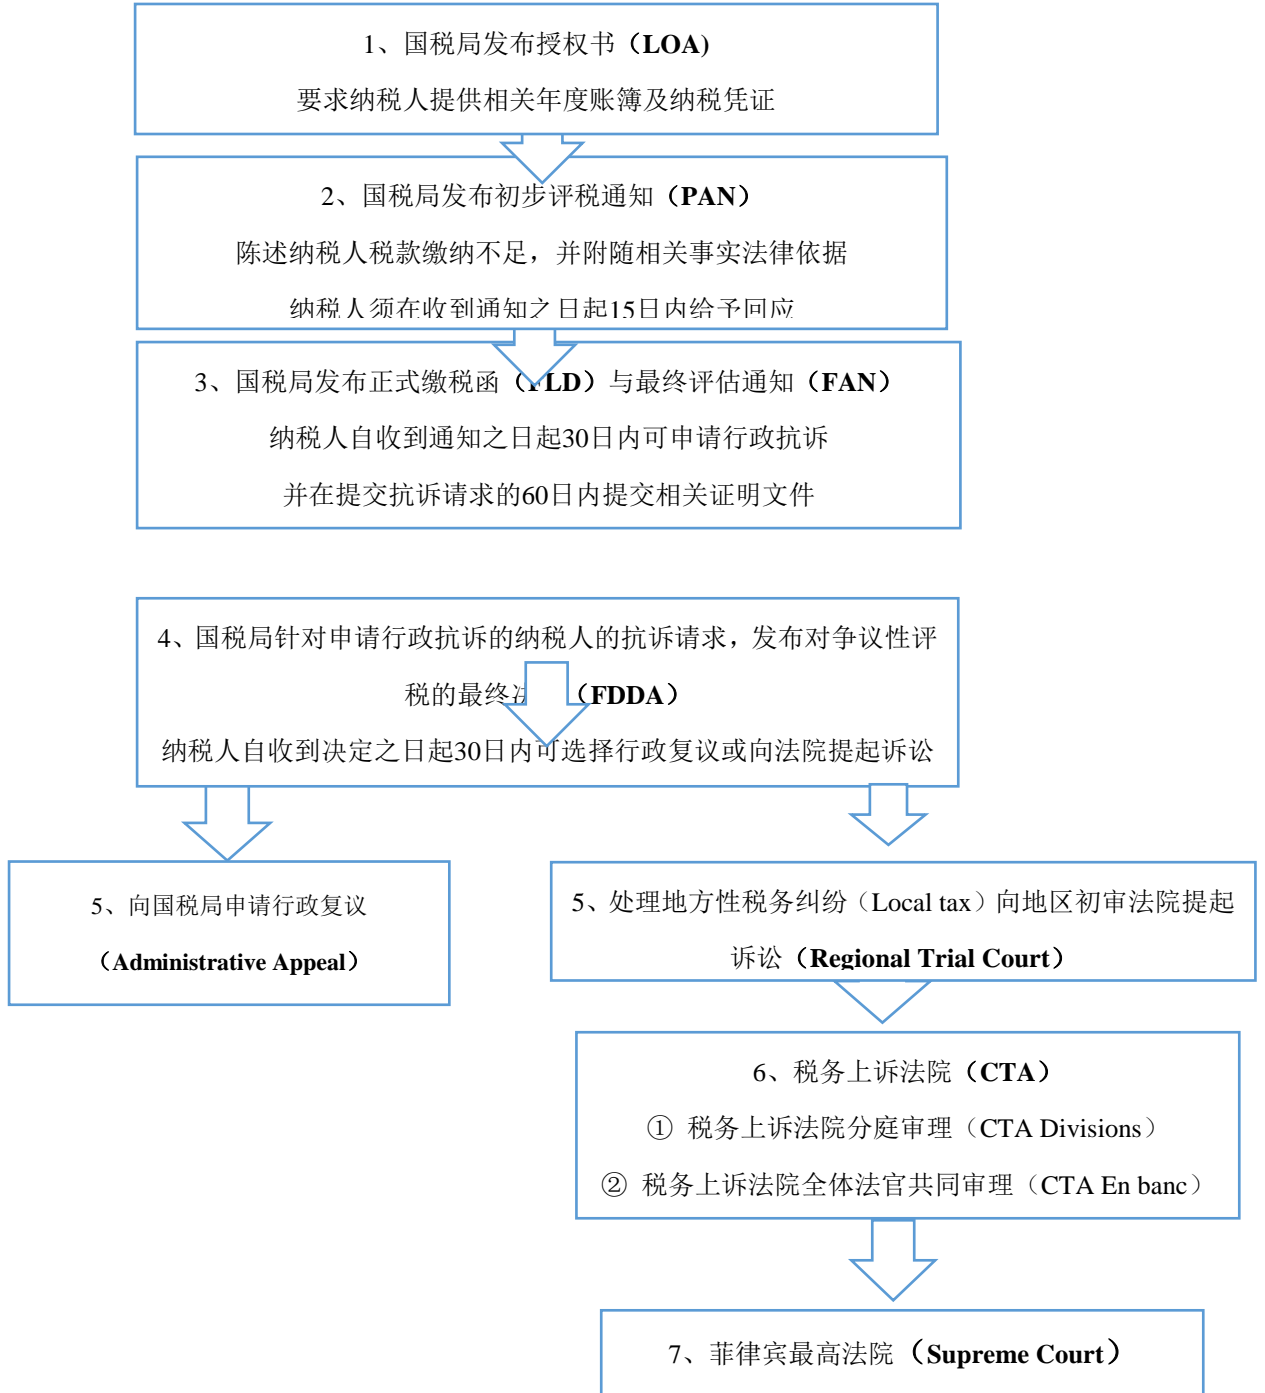 1、国税局发布授权书（LOA)
要求纳税人提供相关年度账簿及纳税凭证
2、国税局发布初步评税通知（PAN）
陈述纳税人税款缴纳不足，并附随相关事实法律依据
纳税人须在收到通知之日起15日内给予回应
3、国税局发布正式缴税函（FLD）与最终评估通知（FAN）
纳税人自收到通知之日起30日内可申请行政抗诉
并在提交抗诉请求的60日内提交相关证明文件
4、国税局针对申请行政抗诉的纳税人的抗诉请求，发布对争议性评
税的最终决（FDDA）
纳税人自收到决定之日起30日内可选择行政复议或向法院提起诉讼
5、向国税局申请行政复议
（Administrative Appeal）
5、处理地方性税务纠纷（Local tax）向地区初审法院提起
诉讼（Regional Trial Court）
6、税务上诉法院（CTA）
① 税务上诉法院分庭审理（CTA Divisions）
② 税务上诉法院全体法官共同审理（CTA En banc）
7、菲律宾最高法院（Supreme Court）